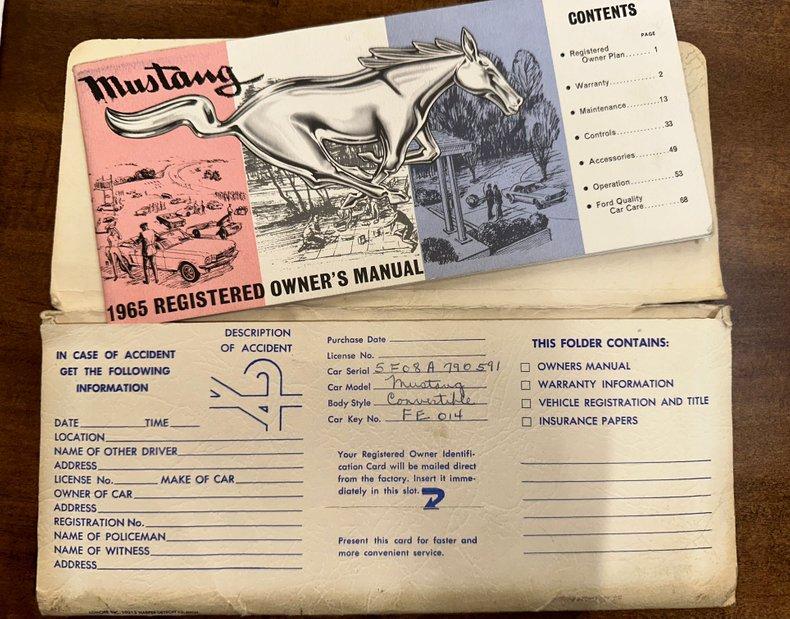 Mustang
1965 REGISTERED OWNER'S MANUAL
CONTENTS
PAGE
• Registered
Owner Plan....... 1
• Warranty............ 2
• Maintenance.......13
• Controls............33
• Accessories........49
• Operation..........53
• Ford Quality
Car Care.........68
IN CASE OF ACCIDENT
GET THE FOLLOWING
INFORMATION
DESCRIPTION
OF ACCIDENT
DATE TIME
LOCATION
NAME OF OTHER DRIVER
ADDRESS
LICENSE No. MAKE OF CAR
OWNER OF CAR
ADDRESS
REGISTRATION No.
NAME OF POLICEMAN
NAME OF WITNESS
ADDRESS
Purchase Date
License No.
Car Serial 5F08A790591
Car Model Mustang
Body Style Convertible
Car Key No. FE 014
Your Registered Owner Identifi-
cation Card will be mailed direct
from the factory. Insert it imme-
diately in this slot.
Present this card for faster and
more convenient service.
THIS FOLDER CONTAINS:
OWNERS MANUAL
WARRANTY INFORMATION
VEHICLE REGISTRATION AND TITLE
INSURANCE PAPERS